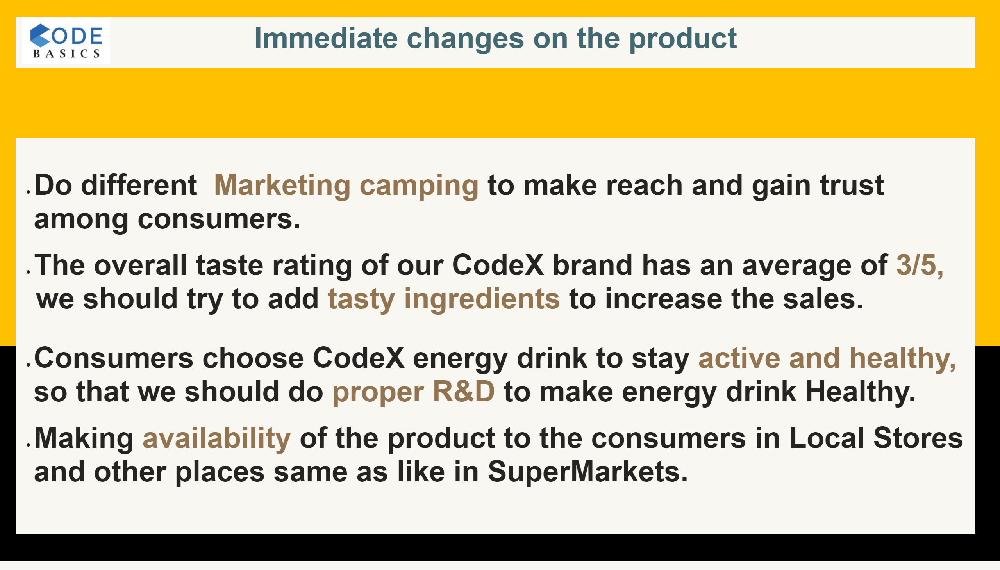 CODE
BASICS
Immediate changes on the product
.Do different  Marketing camping to make reach and gain trust
among consumers.
.The overall taste rating of our CodeX brand has an average of 3/5,
we should try to add tasty ingredients to increase the sales.
.Consumers choose CodeX energy drink to stay active and healthy,
so that we should do proper R&D to make energy drink Healthy.
.Making availability of the product to the consumers in Local Stores
and other places same as like in SuperMarkets.